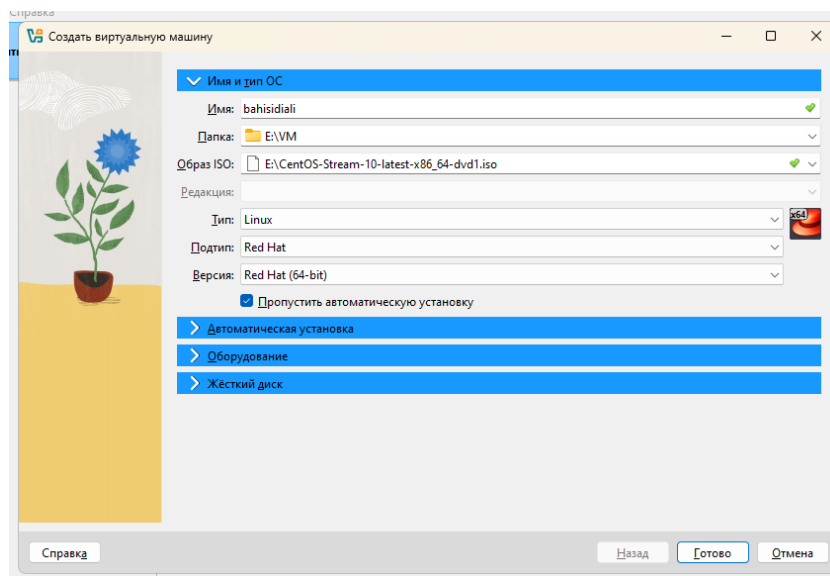 Справка
Создать виртуальную машину
Имя и тип ОС
Имя: bahisidiali
Папка: E:\VM
Образ ISO: E:\CentOS-Stream-10-latest-x86_64-dvd1.iso
Редакция:
Тип: Linux
x64
Подтип: Red Hat
Версия: Red Hat (64-bit)
Пропустить автоматическую установку
Автоматическая установка
Оборудование
Жёсткий диск
Справка Назад Готово Отмена